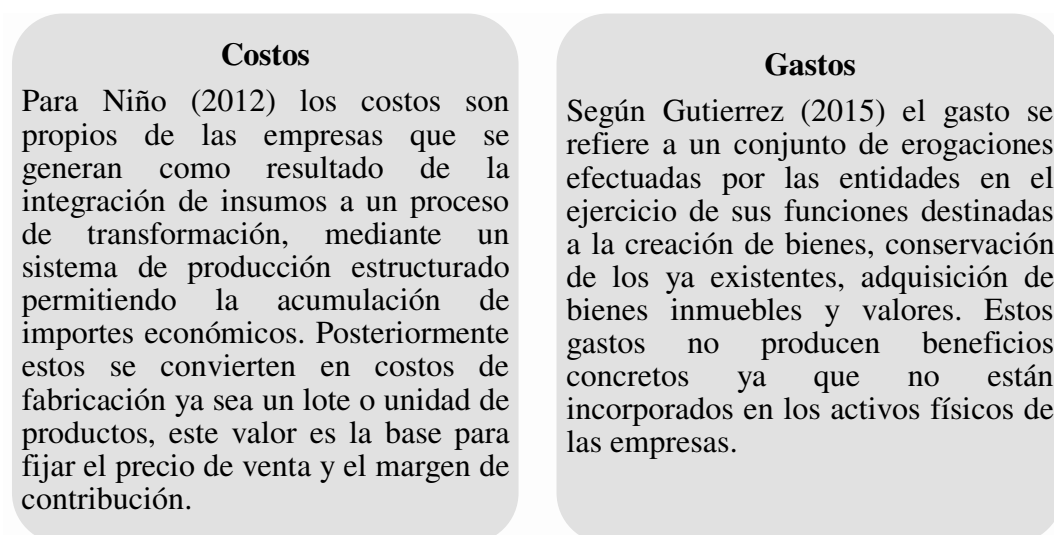 Costos
Para Niño (2012) los costos son
propios de las empresas que se
generan como resultado de la
integración de insumos a un proceso
de transformación, mediante un
sistema de producción estructurado
permitiendo la acumulación de
importes económicos. Posteriormente
estos se convierten en costos de
fabricación ya sea un lote o unidad de
productos, este valor es la base para
fijar el precio de venta y el margen de
contribución.
Gastos
Según Gutierrez (2015) el gasto se
refiere a un conjunto de erogaciones
efectuadas por las entidades en el
ejercicio de sus funciones destinadas
a la creación de bienes, conservación
de los ya existentes, adquisición de
bienes inmuebles y valores. Estos
gastos no producen beneficios
concretos ya que no están
incorporados en los activos físicos de
las empresas.